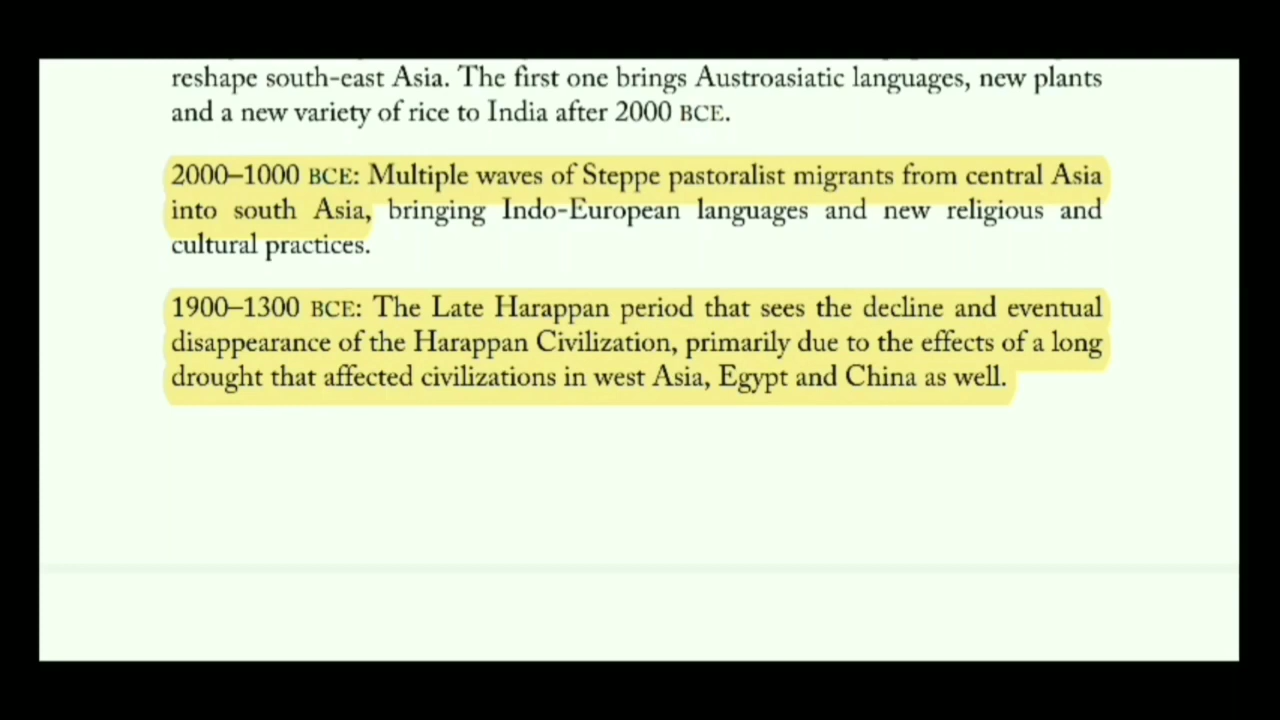 reshape south-east Asia. The first one brings Austroasiatic languages, new plants
and a new variety of rice to India after 2000 BCE.
2000–1000 BCE: Multiple waves of Steppe pastoralist migrants from central Asia
into south Asia, bringing Indo-European languages and new religious and
cultural practices.
1900–1300 BCE: The Late Harappan period that sees the decline and eventual
disappearance of the Harappan Civilization, primarily due to the effects of a long
drought that affected civilizations in west Asia, Egypt and China as well.